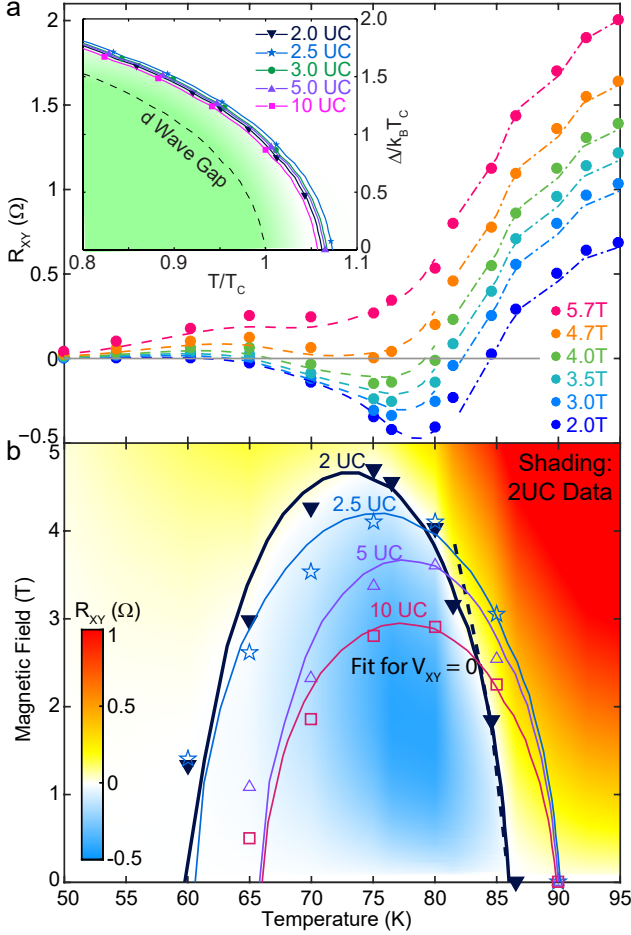 a
2
1.5
1
0.5
0
-0.5
R_XY (Ω)
2.0 UC
2.5 UC
3.0 UC
5.0 UC
10 UC
d Wave Gap
0.8
0.9
1
1.1
T/T_C
2.0
1.5
1.0
0.5
0
Δ/k_B T_C
5.7T
4.7T
4.0T
3.5T
3.0T
2.0T
b
5
4
3
2
1
0
Magnetic Field (T)
2 UC
2.5 UC
5 UC
10 UC
Fit for V_XY = 0
Shading:
2UC Data
R_XY (Ω)
1
0.5
0
-0.5
50 55 60 65 70 75 80 85 90 95
Temperature (K)